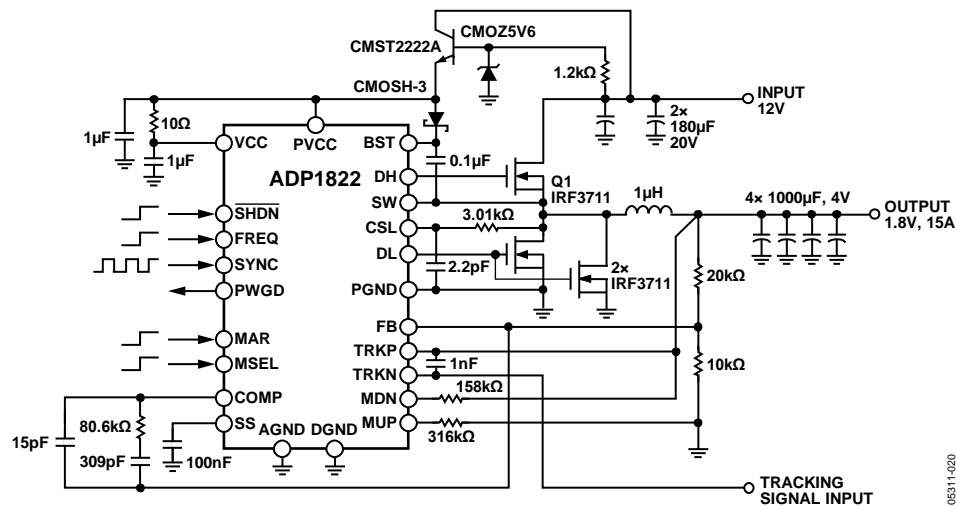 CMOZ5V6
CMST2222A
1.2kΩ
CMOSH-3
INPUT
12V
2×
180µF
20V
10Ω
1µF
1µF
VCC
PVCC
BST
0.1µF
ADP1822
DH
Q1
IRF3711
SW
1µH
4× 1000µF, 4V
OUTPUT
1.8V, 15A
SHDN
3.01kΩ
CSL
FREQ
DL
SYNC
2.2pF
2×
IRF3711
20kΩ
PWGD
PGND
FB
MAR
TRKP
1nF
10kΩ
MSEL
TRKN
158kΩ
COMP
MDN
80.6kΩ
SS
MUP
15pF
AGND
DGND
316kΩ
309pF
100nF
TRACKING
SIGNAL INPUT
05311-020